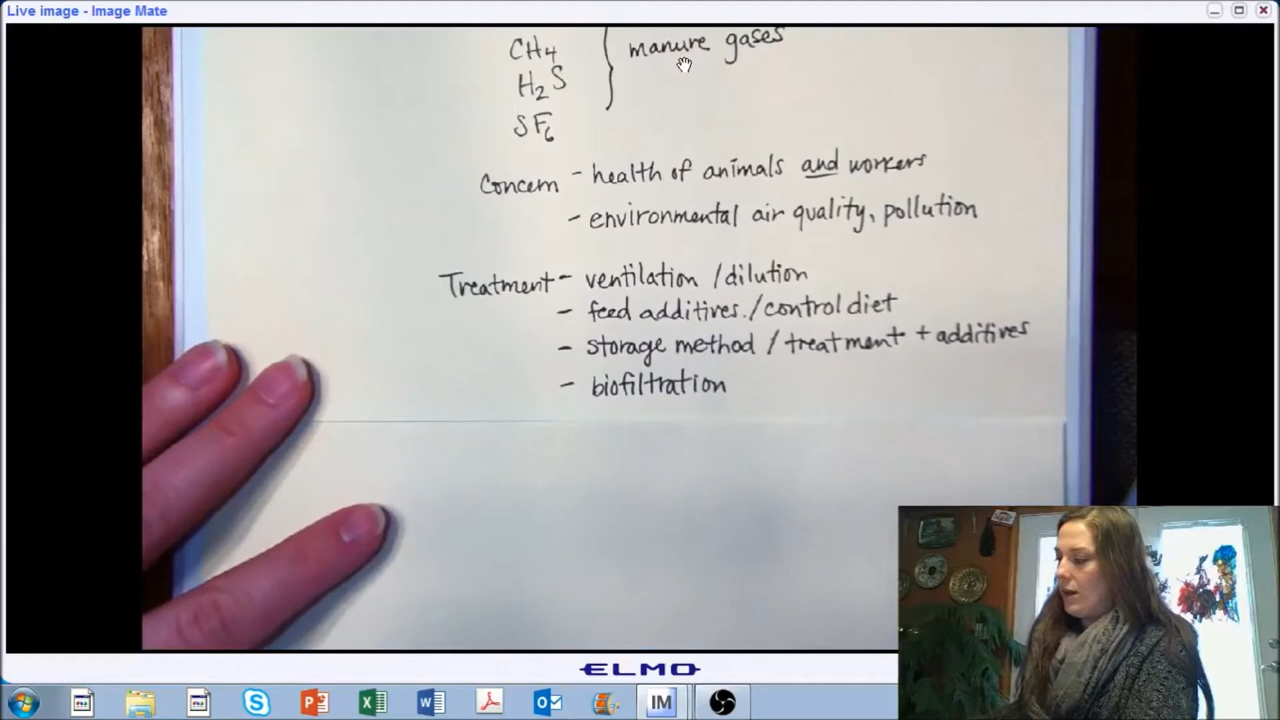 Live image - Image Mate
CH4 } manure gases
H2S
SF6
Concern - health of animals and workers
- environmental air quality, pollution
Treatment - ventilation / dilution
- feed additives. / control diet
- storage method / treatment + additives
- biofiltration
ELMO
IM